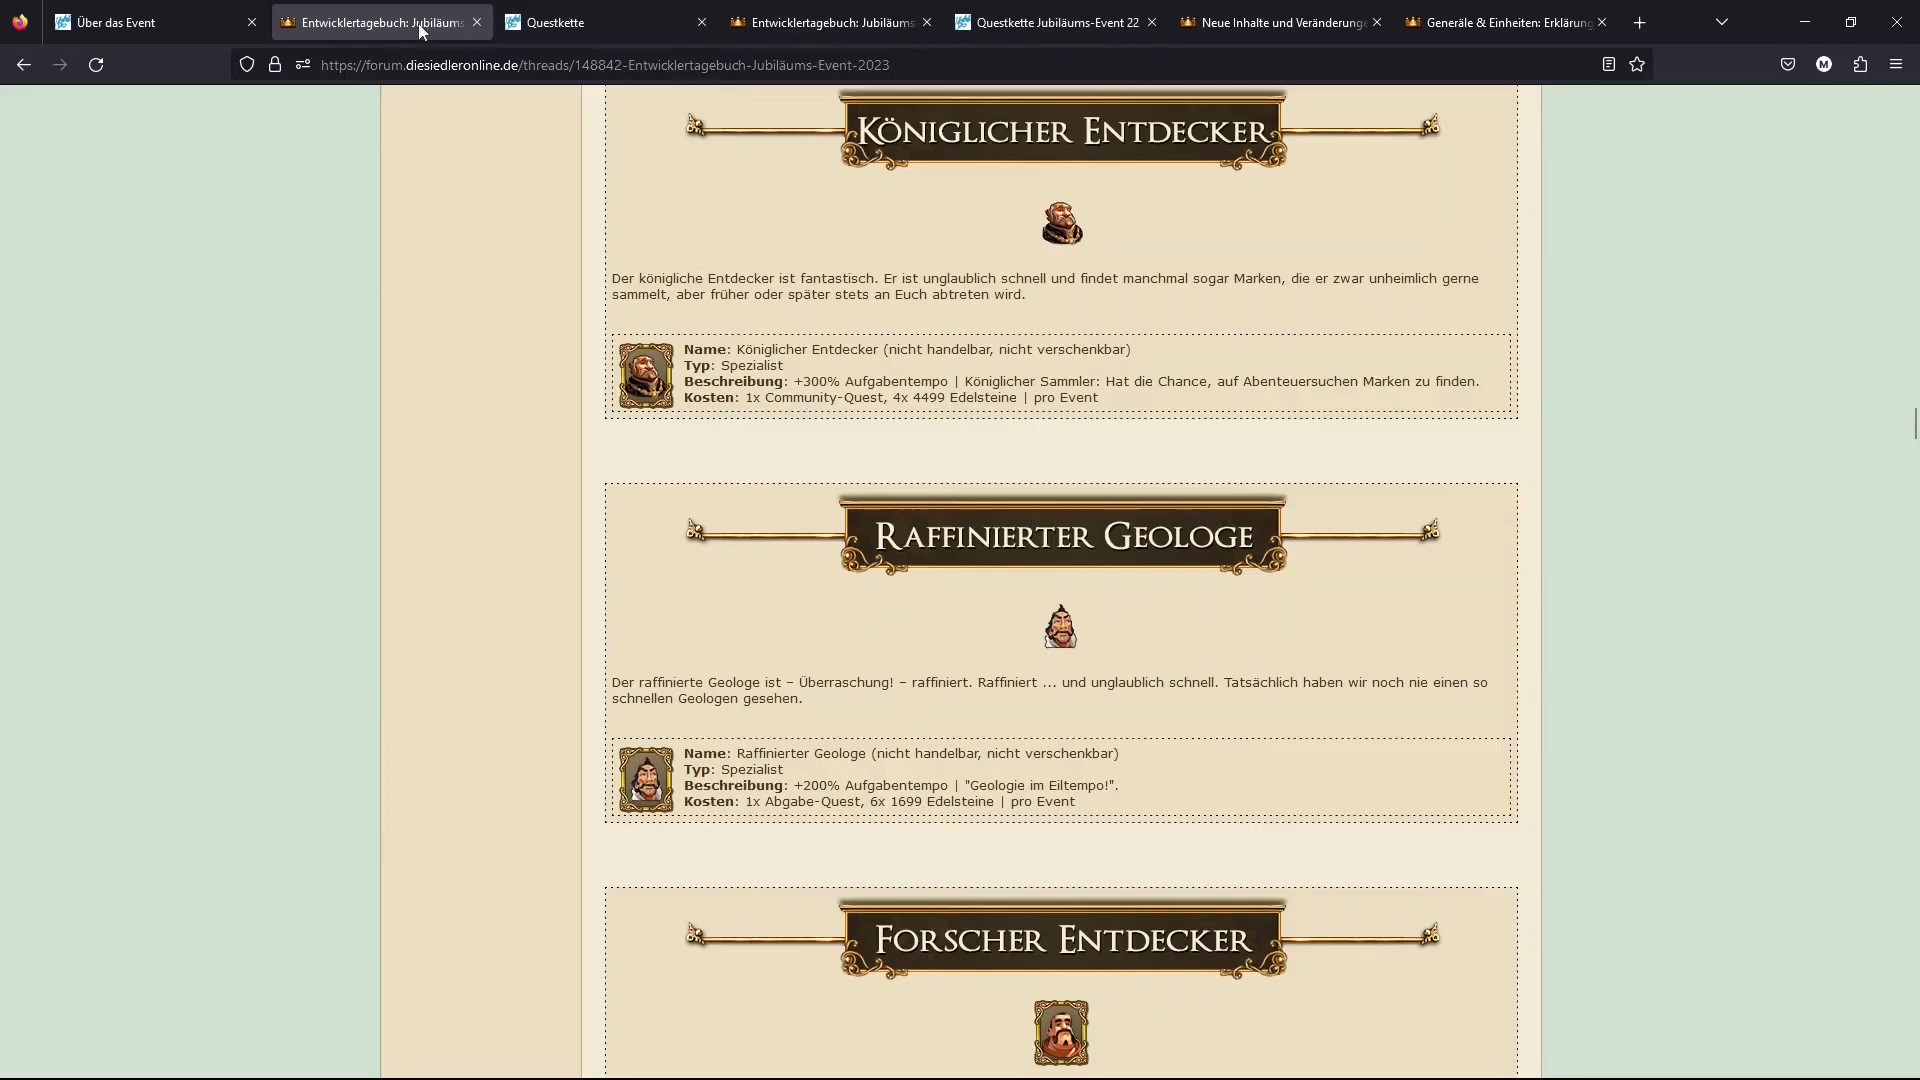 Über das Event
Entwicklertagebuch: Jubiläums
Questkette
Entwicklertagebuch: Jubiläums-
Questkette Jubiläums-Event 22
Neue Inhalte und Veränderung
Generäle & Einheiten: Erklärung
https://forum.diesiedleronline.de/threads/148842-Entwicklertagebuch-Jubiläums-Event-2023
M
Königlicher Entdecker
Der königliche Entdecker ist fantastisch. Er ist unglaublich schnell und findet manchmal sogar Marken, die er zwar unheimlich gerne
sammelt, aber früher oder später stets an Euch abtreten wird.
Name: Königlicher Entdecker (nicht handelbar, nicht verschenkbar)
Typ: Spezialist
Beschreibung: +300% Aufgabentempo | Königlicher Sammler: Hat die Chance, auf Abenteuersuchen Marken zu finden.
Kosten: 1x Community-Quest, 4x 4499 Edelsteine | pro Event
Raffinierter Geologe
Der raffinierte Geologe ist – Überraschung! – raffiniert. Raffiniert ... und unglaublich schnell. Tatsächlich haben wir noch nie einen so
schnellen Geologen gesehen.
Name: Raffinierter Geologe (nicht handelbar, nicht verschenkbar)
Typ: Spezialist
Beschreibung: +200% Aufgabentempo | "Geologie im Eiltempo!".
Kosten: 1x Abgabe-Quest, 6x 1699 Edelsteine | pro Event
Forscher Entdecker